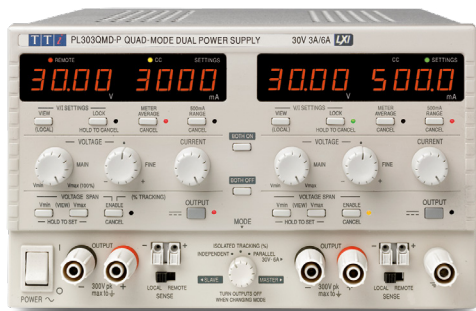 TTi PL303QMD-P QUAD-MODE DUAL POWER SUPPLY 30V 3A/6A LXI
REMOTE CC SETTINGS CC SETTINGS
30.00 V 3000 mA 30.00 V 500.0 mA
V/I SETTINGS METER 500mA V/I SETTINGS METER 500mA
VIEW LOCK AVERAGE RANGE VIEW LOCK AVERAGE RANGE
(LOCAL) HOLD TO CANCEL CANCEL CANCEL (LOCAL) HOLD TO CANCEL CANCEL CANCEL
BOTH ON
VOLTAGE CURRENT VOLTAGE CURRENT
MAIN FINE MAIN FINE
Vmin Vmax (100%) Vmin Vmax
BOTH OFF
VOLTAGE SPAN (% TRACKING) OUTPUT VOLTAGE SPAN OUTPUT
Vmin (VIEW) Vmax ENABLE Vmin (VIEW) Vmax ENABLE
HOLD TO SET CANCEL HOLD TO SET CANCEL
MODE
ISOLATED TRACKING (%)
INDEPENDENT PARALLEL
30V 6A
OUTPUT OUTPUT
300V pk max to 300V pk max to
LOCAL REMOTE LOCAL REMOTE
SENSE SENSE
SLAVE MASTER
TURN OUTPUTS OFF
WHEN CHANGING MODE
POWER